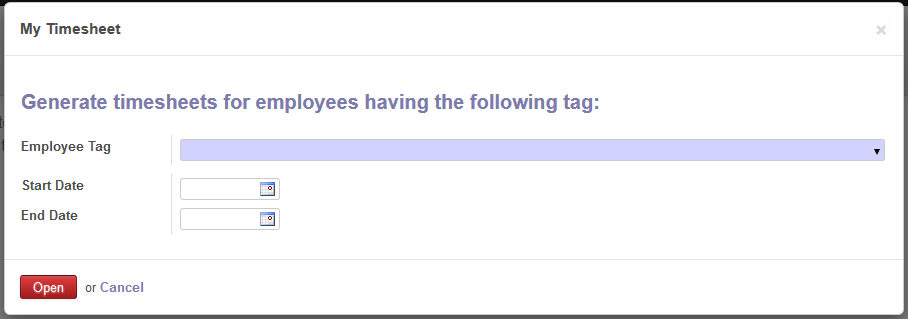 My Timesheet
×
Generate timesheets for employees having the following tag:
Employee Tag
Start Date
End Date
Open or Cancel